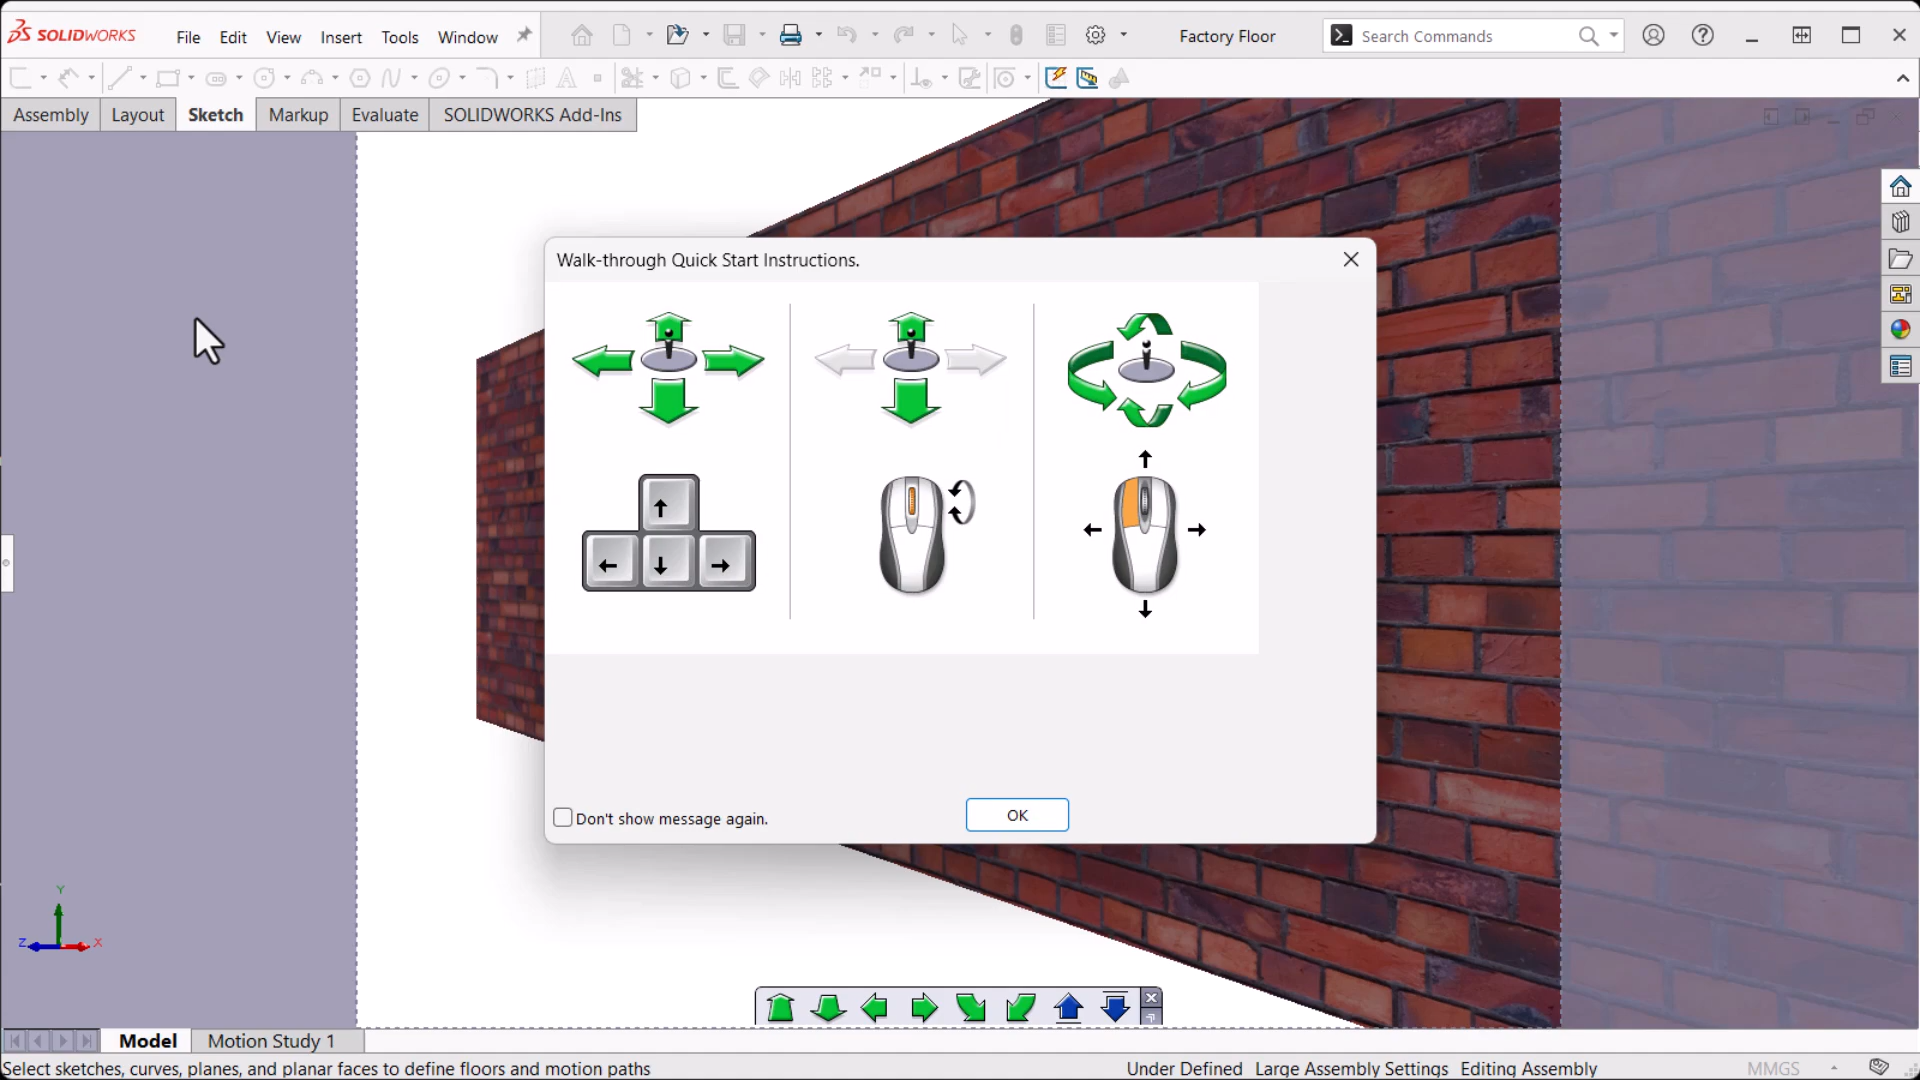 SOLIDWORKS File Edit View Insert Tools Window Factory Floor Search Commands
Assembly Layout Sketch Markup Evaluate SOLIDWORKS Add-Ins
Walk-through Quick Start Instructions.
Don't show message again. OK
Y
Z X
Model Motion Study 1
Select sketches, curves, planes, and planar faces to define floors and motion paths Under Defined Large Assembly Settings Editing Assembly MMGS